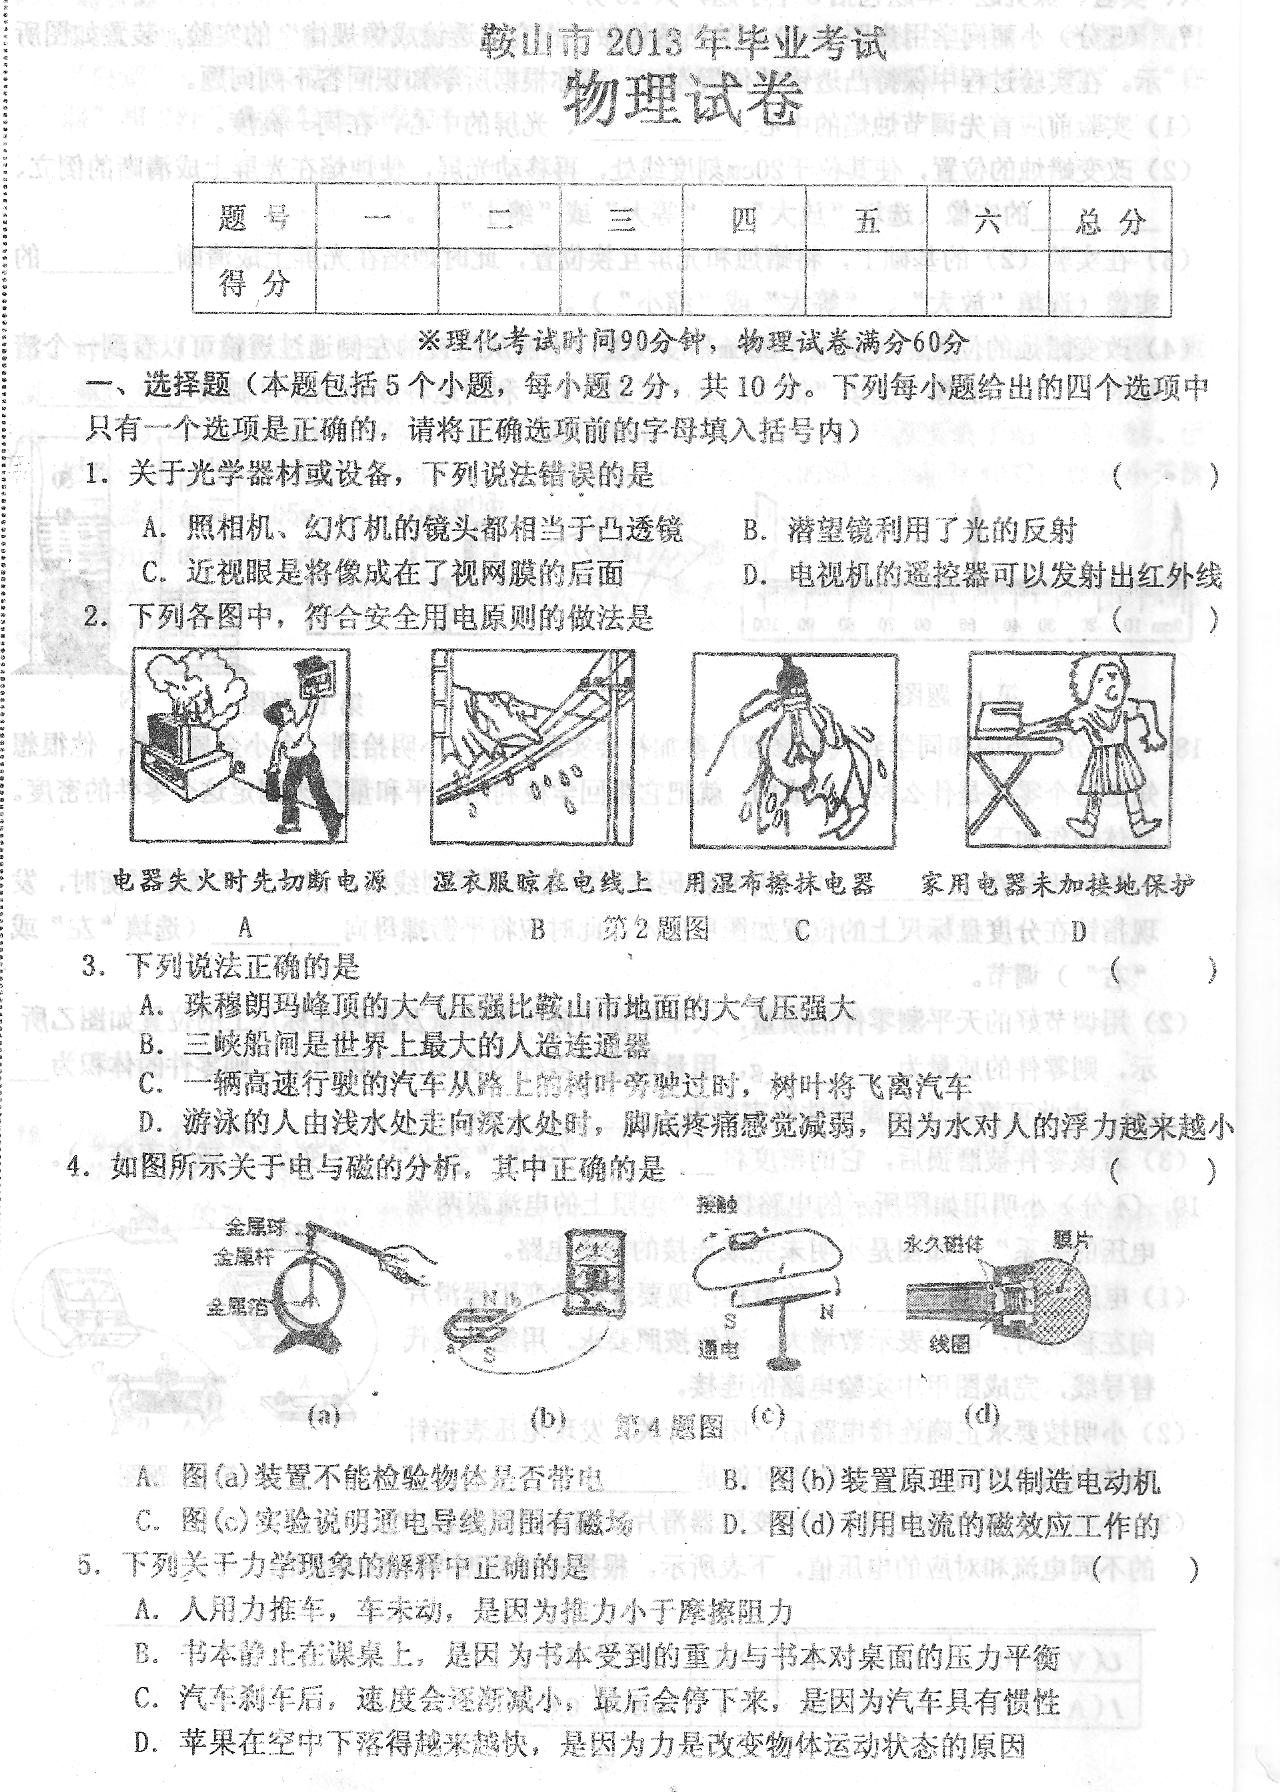 鞍山市 2013 年毕业考试
物理试卷
题 号 一 二 三 四 五 六 总 分
得 分
※理化考试时间90分钟，物理试卷满分60分
一、选择题（本题包括5个小题，每小题2分，共10分。下列每小题给出的四个选项中
只有一个选项是正确的，请将正确选项前的字母填入括号内）
1．关于光学器材或设备，下列说法错误的是 （ ）
A．照相机、幻灯机的镜头都相当于凸透镜 B．潜望镜利用了光的反射
C．近视眼是将像成在了视网膜的后面 D．电视机的遥控器可以发射出红外线
2．下列各图中，符合安全用电原则的做法是 （ ）
电器失火时先切断电源 湿衣服晾在电线上 用湿布擦抹电器 家用电器未加接地保护
A B 第2题图 C D
3．下列说法正确的是 （ ）
A．珠穆朗玛峰顶的大气压强比鞍山市地面的大气压强大
B．三峡船闸是世界上最大的人造连通器
C．一辆高速行驶的汽车从路上的树叶旁驶过时，树叶将飞离汽车
D．游泳的人由浅水处走向深水处时，脚底疼痛感觉减弱，因为水对人的浮力越来越小
4．如图所示关于电与磁的分析，其中正确的是 （ ）
金属球
金属杆
金属箔
N b
a S
接触
S N
通电
永久磁体 膜片
线圈
(a) (b) 第4题图 (c) (d)
A．图(a)装置不能检验物体是否带电 B．图(b)装置原理可以制造电动机
C．图(c)实验说明通电导线周围有磁场 D．图(d)利用电流的磁效应工作的
5．下列关于力学现象的解释中正确的是 （ ）
A．人用力推车，车未动，是因为推力小于摩擦阻力
B．书本静止在课桌上，是因为书本受到的重力与书本对桌面的压力平衡
C．汽车刹车后，速度会逐渐减小，最后会停下来，是因为汽车具有惯性
D．苹果在空中下落得越来越快，是因为力是改变物体运动状态的原因